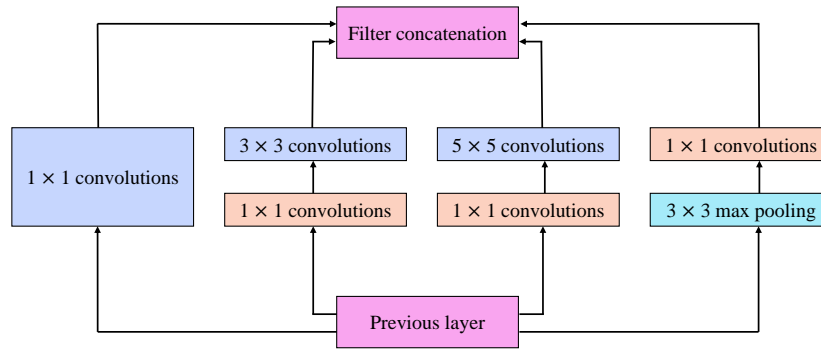 Filter concatenation
3 × 3 convolutions
5 × 5 convolutions
1 × 1 convolutions
1 × 1 convolutions
1 × 1 convolutions
1 × 1 convolutions
3 × 3 max pooling
Previous layer